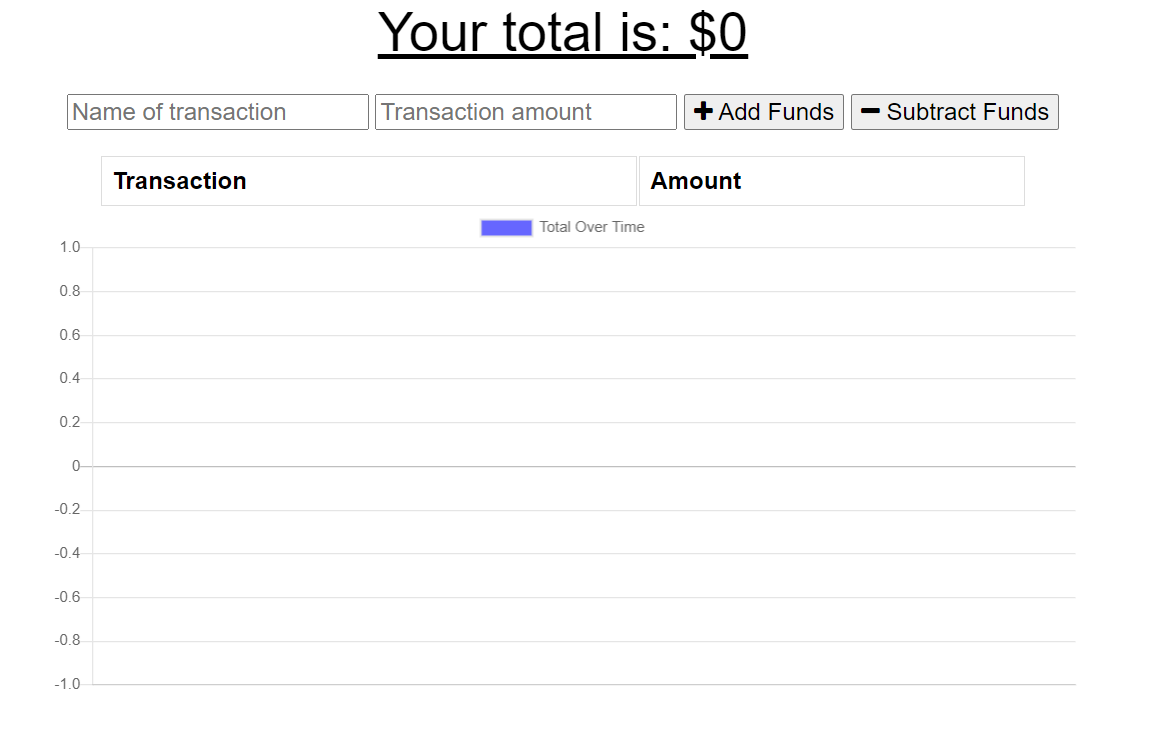 Your total is: $0
Name of transaction Transaction amount Add Funds Subtract Funds
Transaction Amount
Total Over Time
1.0
0.8
0.6
0.4
0.2
0
-0.2
-0.4
-0.6
-0.8
-1.0